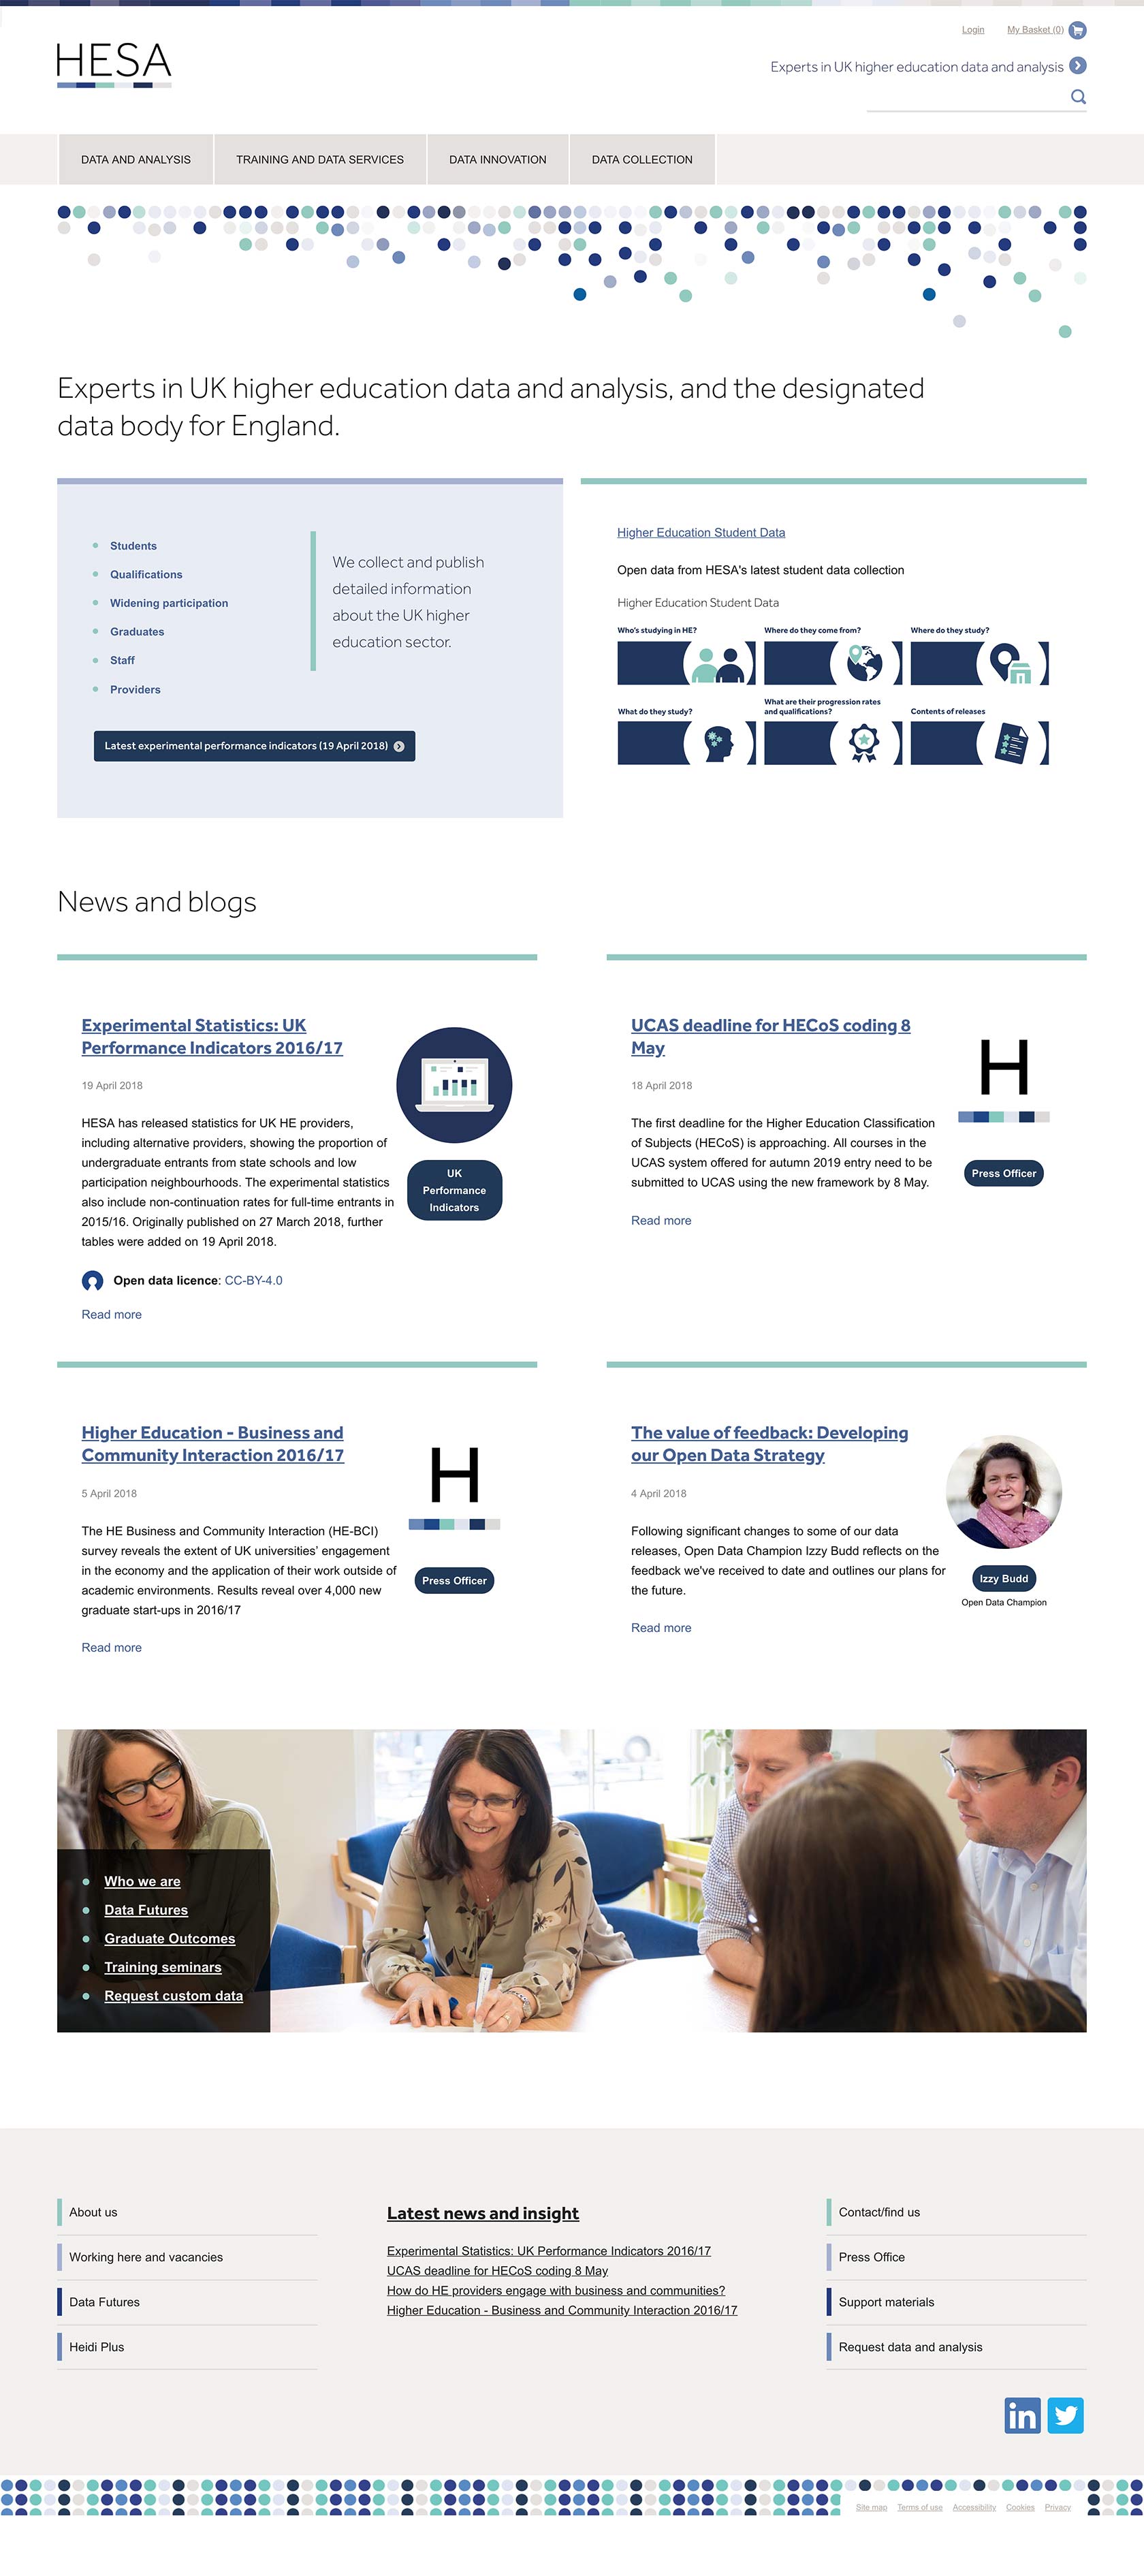 Login
My Basket (0)
HESA
Experts in UK higher education data and analysis
DATA AND ANALYSIS
TRAINING AND DATA SERVICES
DATA INNOVATION
DATA COLLECTION
Experts in UK higher education data and analysis, and the designated
data body for England.
Students
Qualifications
Widening participation
Graduates
Staff
Providers
We collect and publish
detailed information
about the UK higher
education sector.
Latest experimental performance indicators (19 April 2018)
Higher Education Student Data
Open data from HESA's latest student data collection
Higher Education Student Data
Who's studying in HE?
Where do they come from?
Where do they study?
What do they study?
What are their progression rates
and qualifications?
Contents of releases
News and blogs
Experimental Statistics: UK
Performance Indicators 2016/17
19 April 2018
HESA has released statistics for UK HE providers,
including alternative providers, showing the proportion of
undergraduate entrants from state schools and low
participation neighbourhoods. The experimental statistics
also include non-continuation rates for full-time entrants in
2015/16. Originally published on 27 March 2018, further
tables were added on 19 April 2018.
UK
Performance
Indicators
Open data licence: CC-BY-4.0
Read more
UCAS deadline for HECoS coding 8
May
18 April 2018
The first deadline for the Higher Education Classification
of Subjects (HECoS) is approaching. All courses in the
UCAS system offered for autumn 2019 entry need to be
submitted to UCAS using the new framework by 8 May.
H
Press Officer
Read more
Higher Education - Business and
Community Interaction 2016/17
5 April 2018
The HE Business and Community Interaction (HE-BCI)
survey reveals the extent of UK universities' engagement
in the economy and the application of their work outside of
academic environments. Results reveal over 4,000 new
graduate start-ups in 2016/17
H
Press Officer
Read more
The value of feedback: Developing
our Open Data Strategy
4 April 2018
Following significant changes to some of our data
releases, Open Data Champion Izzy Budd reflects on the
feedback we've received to date and outlines our plans for
the future.
Izzy Budd
Open Data Champion
Read more
Who we are
Data Futures
Graduate Outcomes
Training seminars
Request custom data
About us
Working here and vacancies
Data Futures
Heidi Plus
Latest news and insight
Experimental Statistics: UK Performance Indicators 2016/17
UCAS deadline for HECoS coding 8 May
How do HE providers engage with business and communities?
Higher Education - Business and Community Interaction 2016/17
Contact/find us
Press Office
Support materials
Request data and analysis
in
Site map
Terms of use
Accessibility
Cookies
Privacy